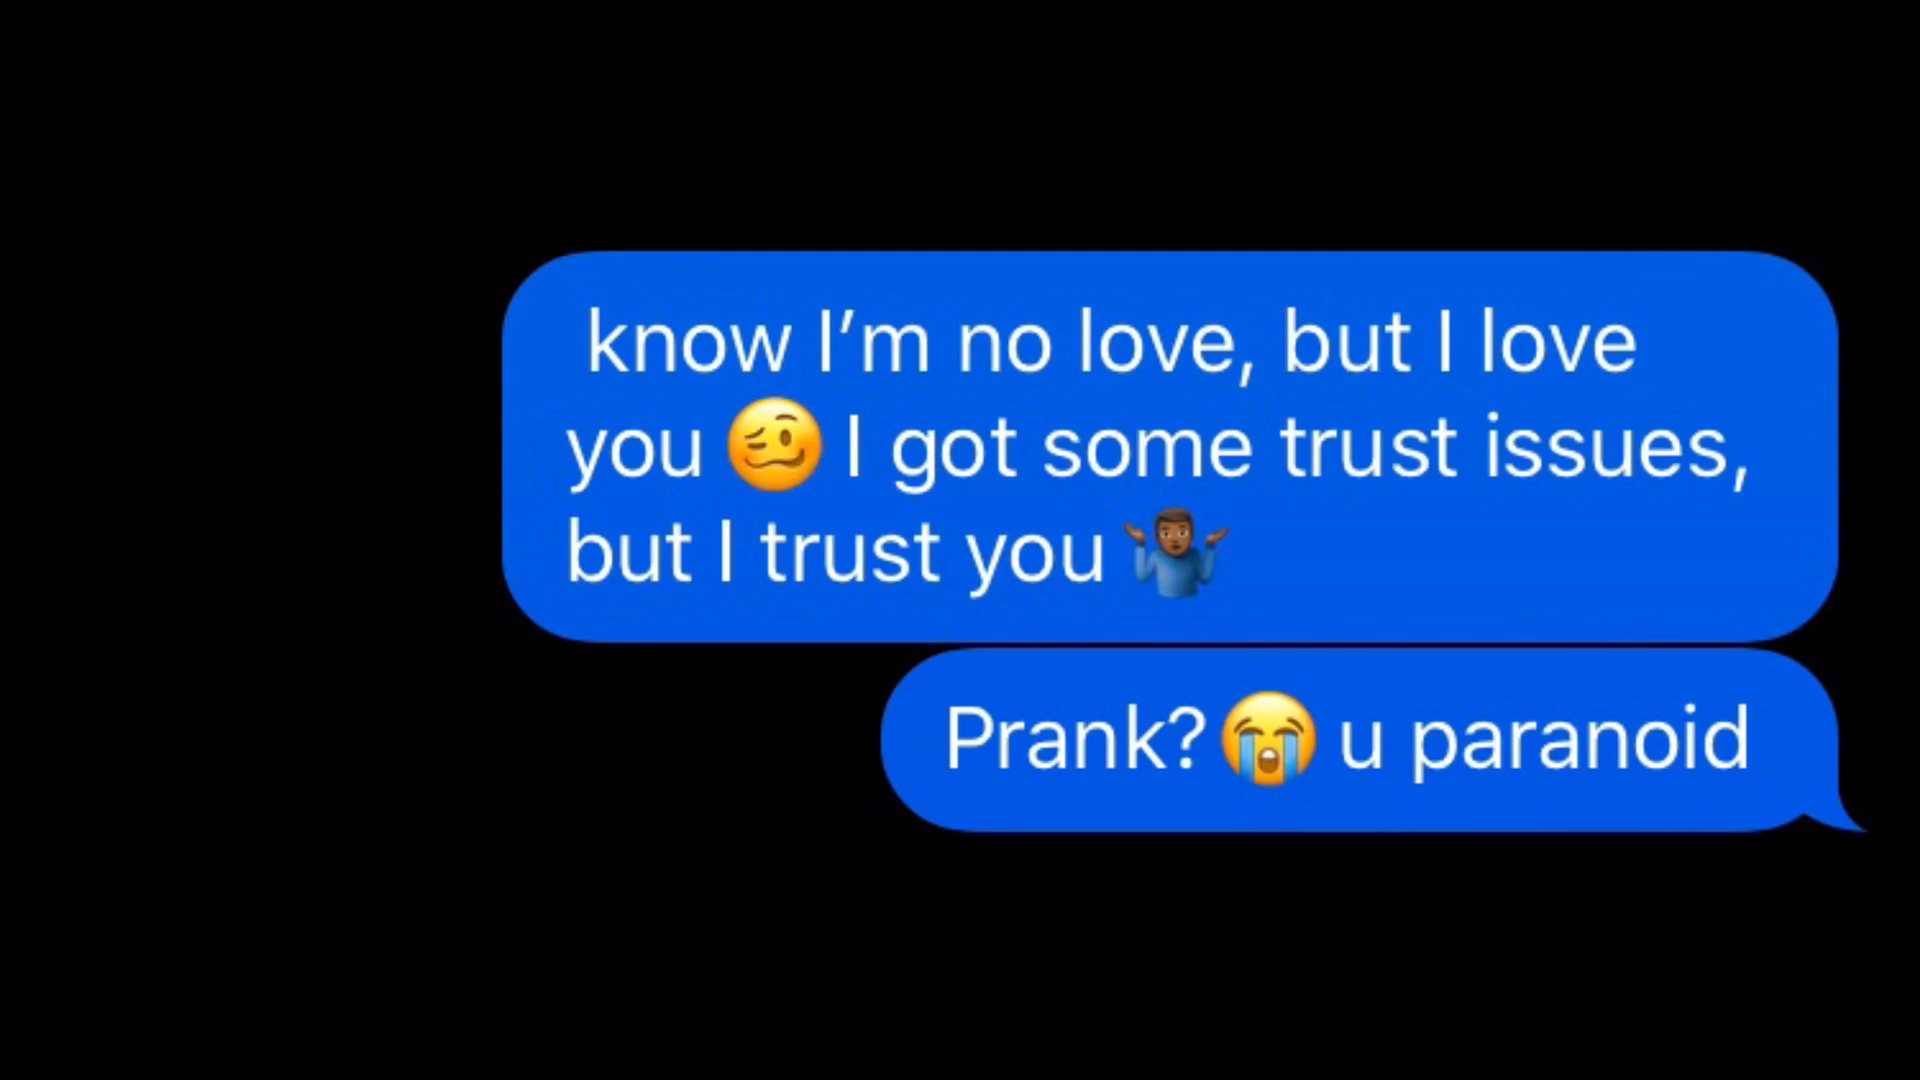 know I’m no love, but I love
you 🥴 I got some trust issues,
but I trust you 🤷🏾‍♂️
Prank?😭 u paranoid